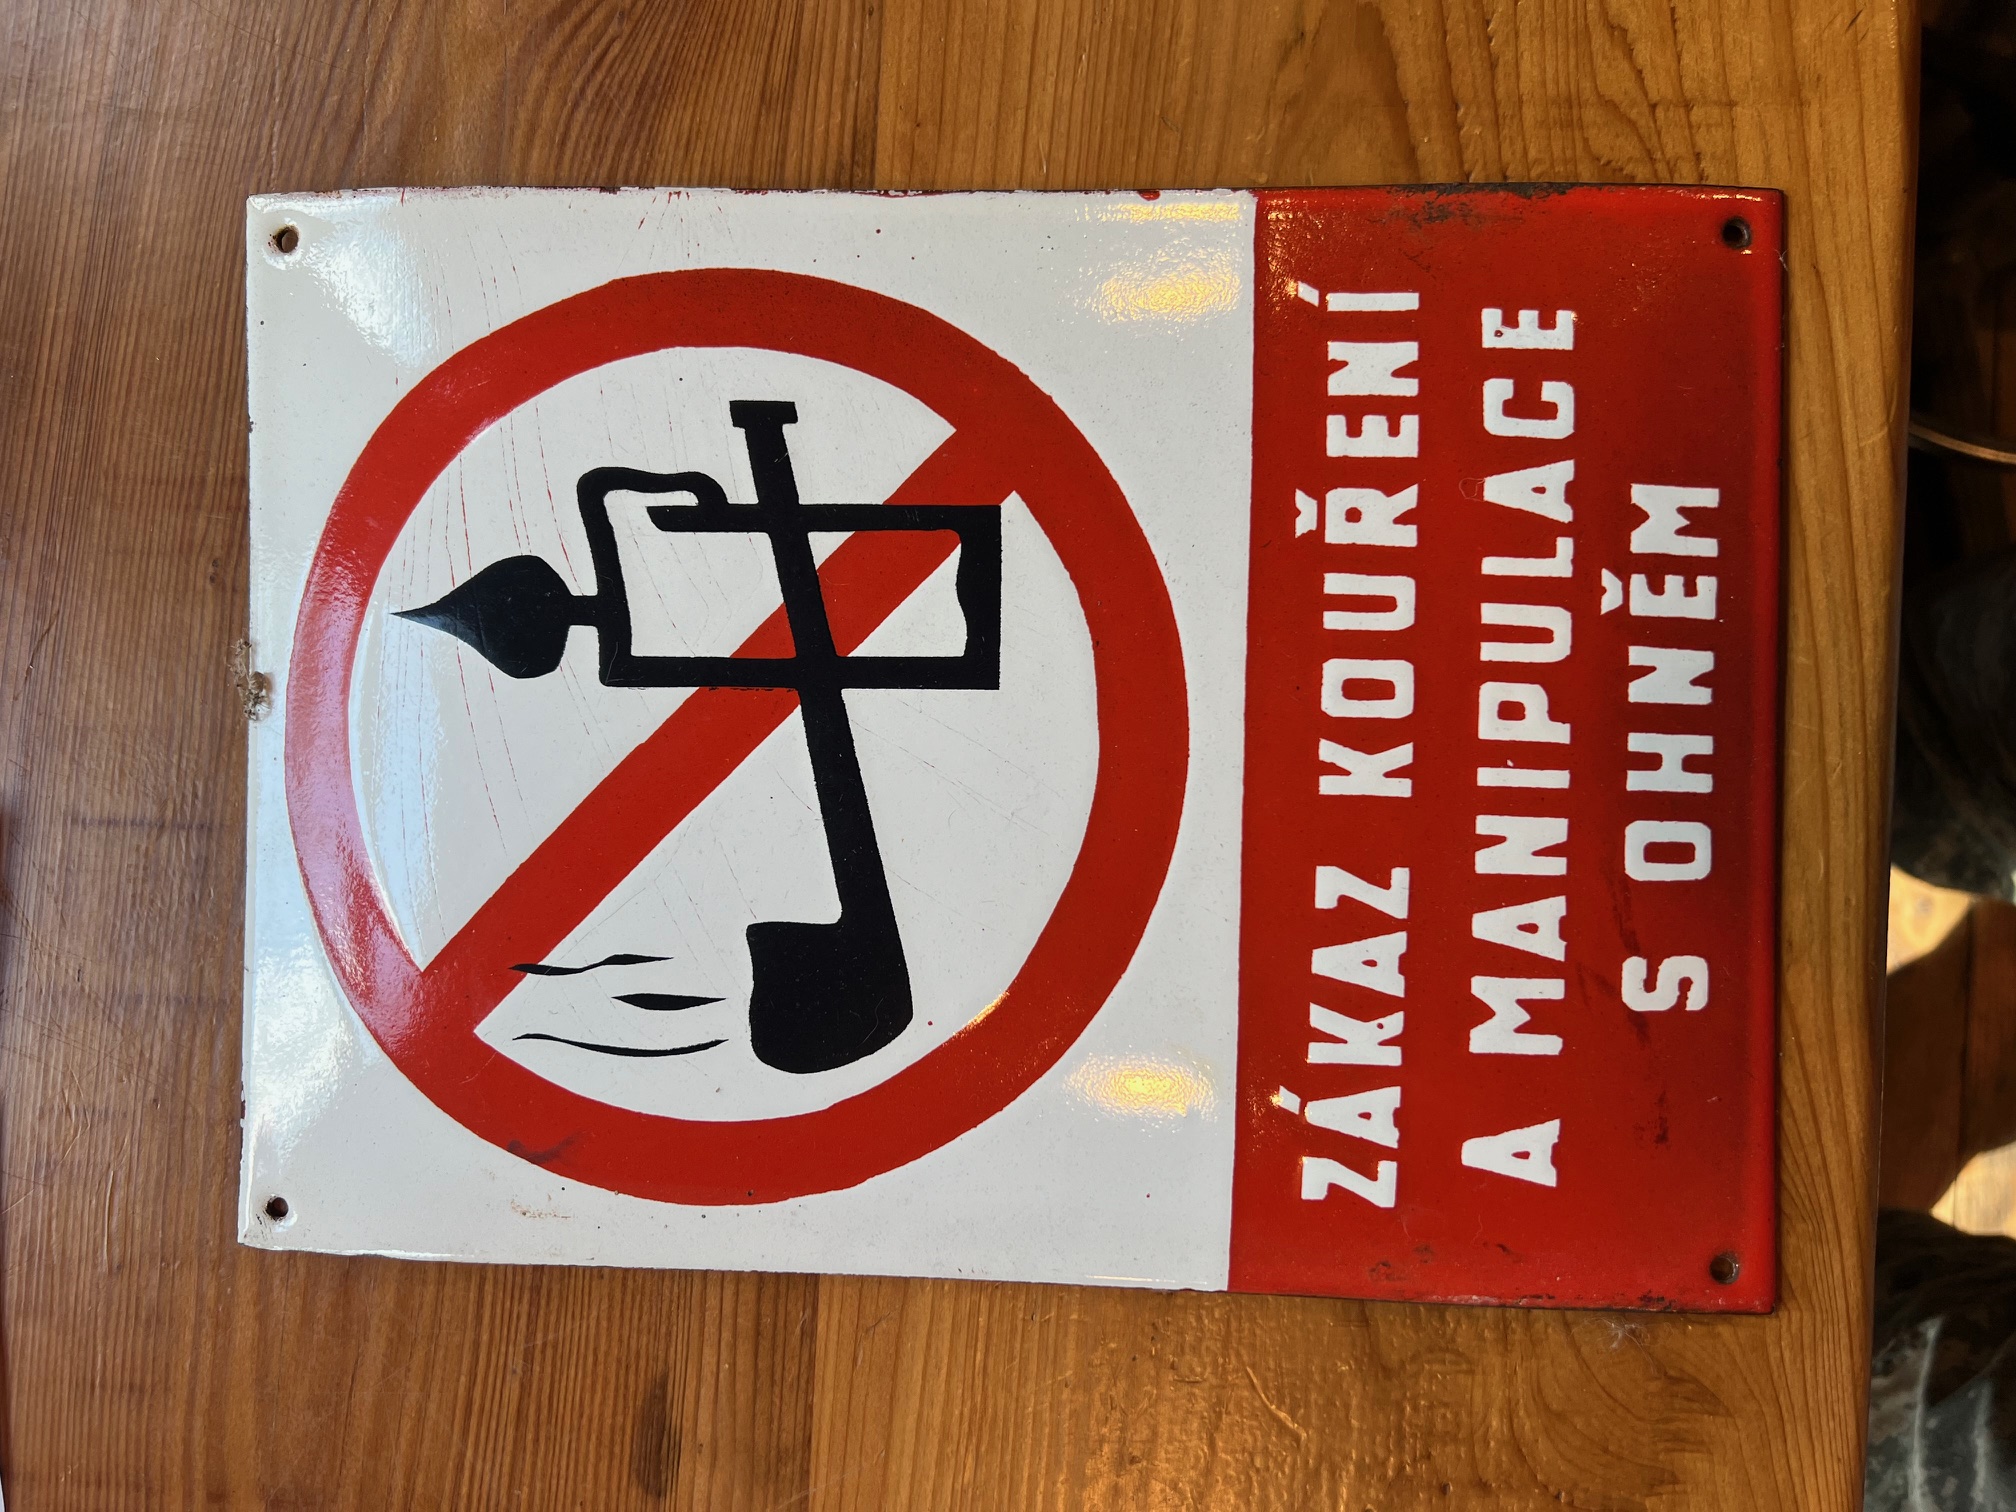 ZÁKAZ KOUŘENÍ
A MANIPULACE
S OHNĚM